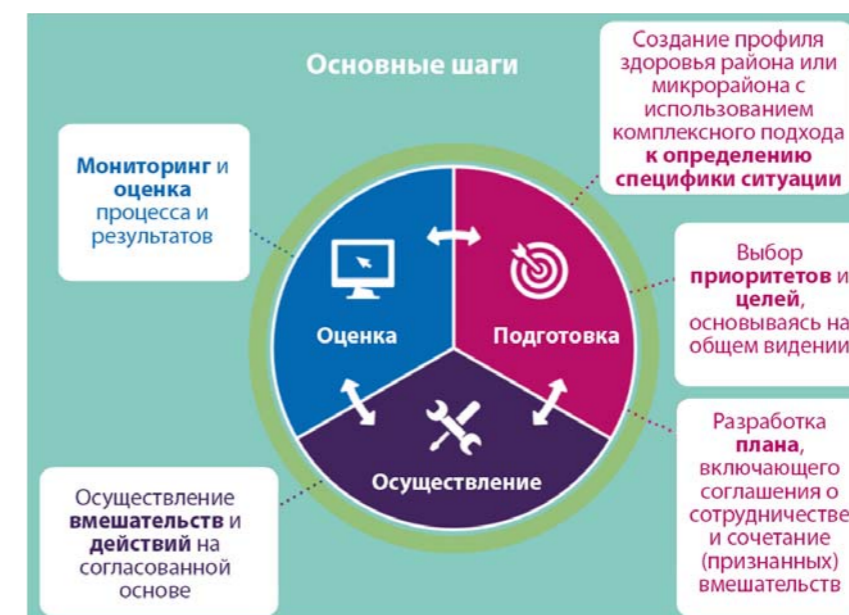 Основные шаги
Создание профиля
здоровья района или
микрорайона с
использованием
комплексного подхода
к определению
специфики ситуации
Мониторинг и
оценка
процесса и
результатов
Выбор
приоритетов и
целей,
основываясь на
общем видении
Оценка
Подготовка
Осуществление
Разработка
плана,
включающего
соглашения о
сотрудничестве
и сочетание
(признанных)
вмешательств
Осуществление
вмешательств и
действий на
согласованной
основе